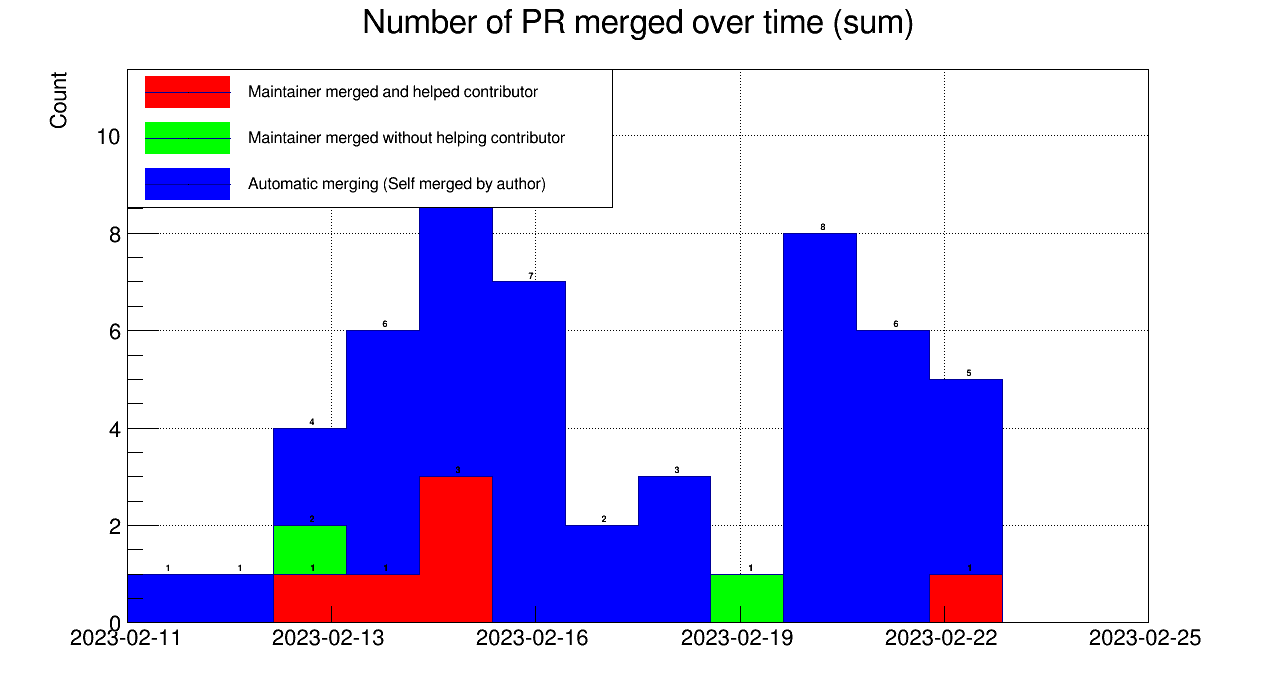 Number of PR merged over time (sum)
Count
Maintainer merged and helped contributor
Maintainer merged without helping contributor
Automatic merging (Self merged by author)
10
8
6
4
2
0
1 1 4 6 7 2 3 1 8 6 5
2 3
1 1 1
2023-02-11 2023-02-13 2023-02-16 2023-02-19 2023-02-22 2023-02-25